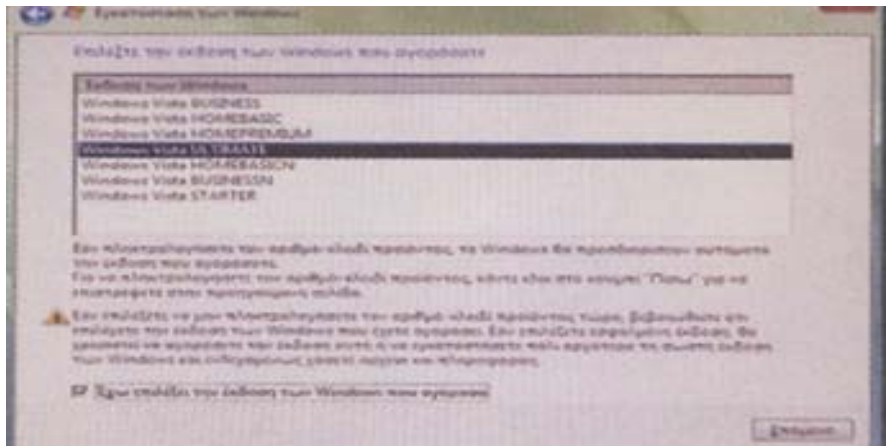 Εγκατάσταση των Windows
Επιλέξτε την έκδοση των Windows που αγοράσατε
Έκδοση των Windows
Windows Vista BUSINESS
Windows Vista HOMEBASIC
Windows Vista HOMEPREMIUM
Windows Vista ULTIMATE
Windows Vista HOMEBASICN
Windows Vista BUSINESSN
Windows Vista STARTER
Εάν πληκτρολογήσετε τον αριθμό-κλειδί προϊόντος, τα Windows θα προσδιορίσουν αυτόματα
την έκδοση που αγοράσατε.
Για να πληκτρολογήσετε τον αριθμό-κλειδί προϊόντος, κάντε κλικ στο κουμπί "Πίσω" για να
επιστρέψετε στην προηγούμενη σελίδα.
Εάν επιλέξετε να μην πληκτρολογήσετε τον αριθμό-κλειδί προϊόντος τώρα, βεβαιωθείτε ότι
επιλέγετε την έκδοση των Windows που έχετε αγοράσει. Εάν επιλέξετε εσφαλμένη έκδοση, θα
χρειαστεί να αγοράσετε την έκδοση αυτή ή να εγκαταστήσετε πάλι αργότερα τη σωστή έκδοση
των Windows και ενδεχομένως χαθεί αρχεία και πληροφορίες.
Έχω επιλέξει την έκδοση των Windows που αγόρασα
Επόμενο